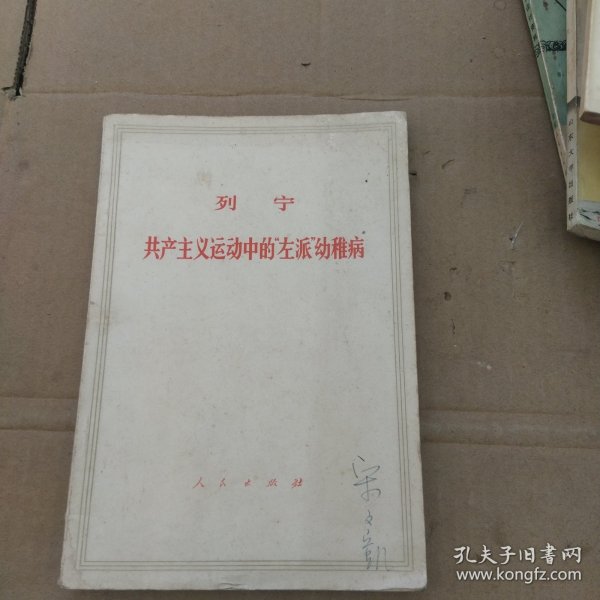 列 宁
共产主义运动中的"左派"幼稚病
人民出版社
孔夫子旧书网
www.kongfz.com